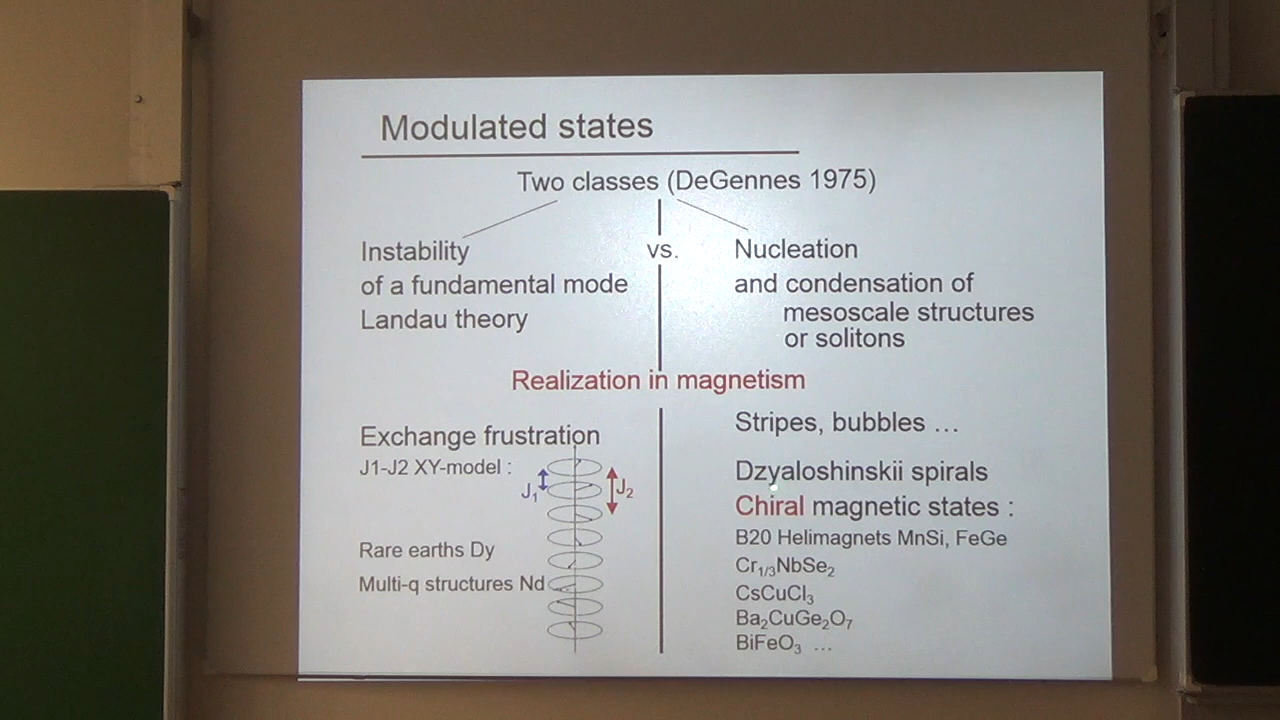 Modulated states
Two classes (DeGennes 1975)
Instability
of a fundamental mode
Landau theory
vs.
Nucleation
and condensation of
mesoscale structures
or solitons
Realization in magnetism
Exchange frustration
J1-J2 XY-model :
J₁
J₂
Rare earths Dy
Multi-q structures Nd
Stripes, bubbles …
Dzyaloshinskii spirals
Chiral magnetic states :
B20 Helimagnets MnSi, FeGe
Cr₁/₃NbSe₂
CsCuCl₃
Ba₂CuGe₂O₇
BiFeO₃ …